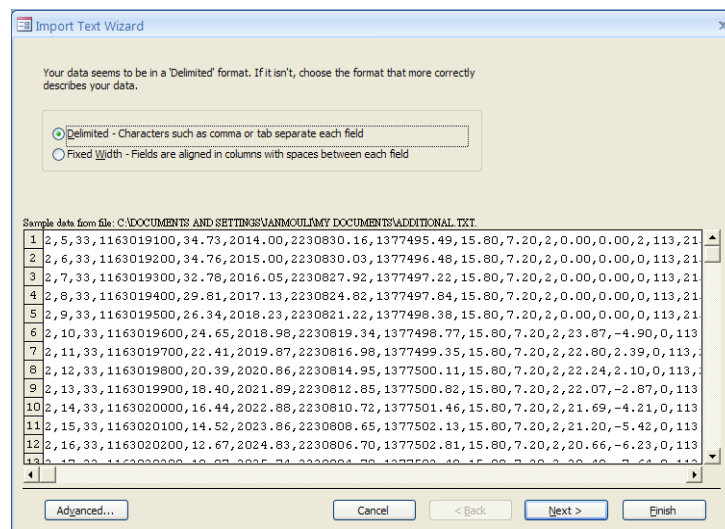 Import Text Wizard
Your data seems to be in a 'Delimited' format. If it isn't, choose the format that more correctly
describes your data.
Delimited - Characters such as comma or tab separate each field
Fixed Width - Fields are aligned in columns with spaces between each field
Sample data from file: C:\DOCUMENTS AND SETTINGS\JANMOULI\MY DOCUMENTS\ADDITIONAL.TXT.
1 2,5,33,1163019100,34.73,2014.00,2230830.16,1377495.49,15.80,7.20,2,0.00,0.00,2,113,21
2 2,6,33,1163019200,34.76,2015.00,2230830.03,1377496.48,15.80,7.20,2,0.00,0.00,2,113,21
3 2,7,33,1163019300,32.78,2016.05,2230827.92,1377497.22,15.80,7.20,2,0.00,0.00,2,113,21
4 2,8,33,1163019400,29.81,2017.13,2230824.82,1377497.84,15.80,7.20,2,0.00,0.00,2,113,21
5 2,9,33,1163019500,26.34,2018.23,2230821.22,1377498.38,15.80,7.20,2,0.00,0.00,2,113,21
6 2,10,33,1163019600,24.65,2018.98,2230819.34,1377498.77,15.80,7.20,2,23.87,-4.90,0,113
7 2,11,33,1163019700,22.41,2019.87,2230816.98,1377499.35,15.80,7.20,2,22.80,2.39,0,113,
8 2,12,33,1163019800,20.39,2020.86,2230814.95,1377500.11,15.80,7.20,2,22.24,2.10,0,113,
9 2,13,33,1163019900,18.40,2021.89,2230812.85,1377500.82,15.80,7.20,2,22.07,-2.87,0,113
10 2,14,33,1163020000,16.44,2022.88,2230810.72,1377501.46,15.80,7.20,2,21.69,-4.21,0,113
11 2,15,33,1163020100,14.52,2023.86,2230808.65,1377502.13,15.80,7.20,2,21.20,-5.42,0,113
12 2,16,33,1163020200,12.67,2024.83,2230806.70,1377502.81,15.80,7.20,2,20.66,-6.23,0,113
Advanced... Cancel < Back Next > Finish